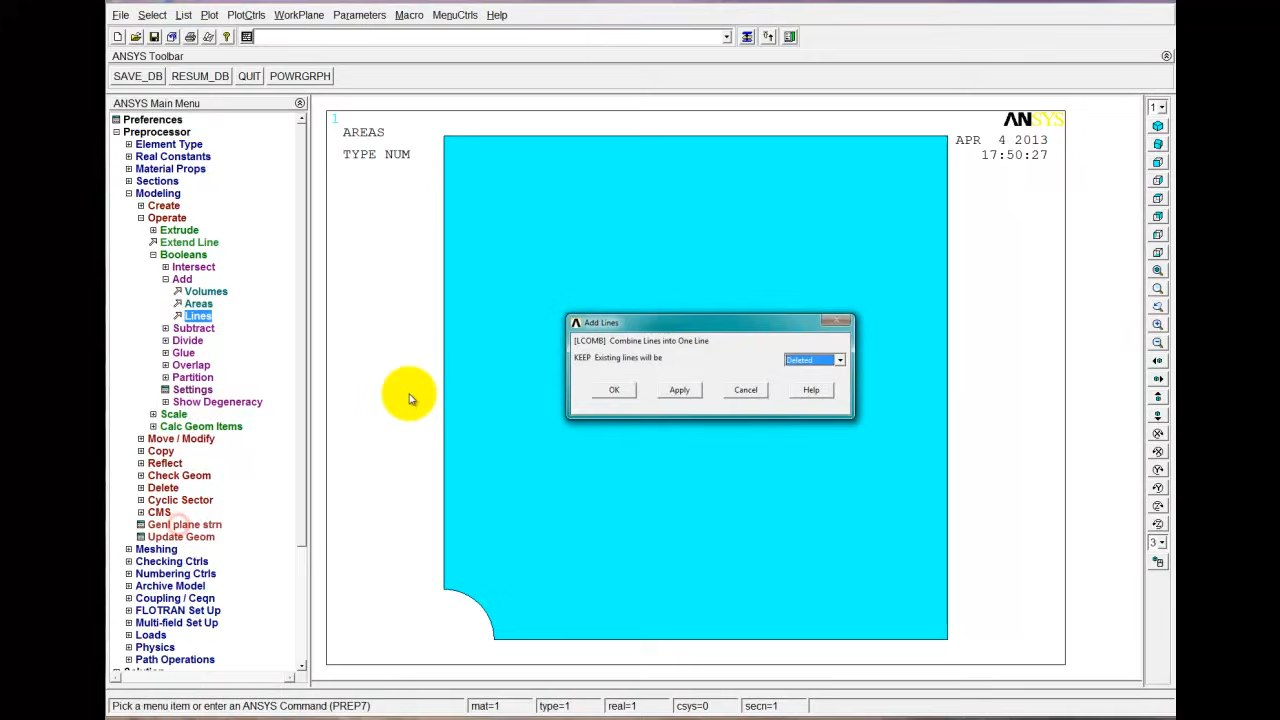 File Select List Plot PlotCtrls WorkPlane Parameters Macro MenuCtrls Help
ANSYS Toolbar
SAVE_DB RESUM_DB QUIT POWRGRPH
ANSYS Main Menu
Preferences
Preprocessor
Element Type
Real Constants
Material Props
Sections
Modeling
Create
Operate
Extrude
Extend Line
Booleans
Intersect
Add
Volumes
Areas
Lines
Subtract
Divide
Glue
Overlap
Partition
Settings
Show Degeneracy
Scale
Calc Geom Items
Move / Modify
Copy
Reflect
Check Geom
Delete
Cyclic Sector
CMS
Genl plane strn
Update Geom
Meshing
Checking Ctrls
Numbering Ctrls
Archive Model
Coupling / Ceqn
FLOTRAN Set Up
Multi-field Set Up
Loads
Physics
Path Operations
1
AREAS
TYPE NUM
ANSYS
APR 4 2013
17:50:27
Add Lines
[LCOMB] Combine Lines into One Line
KEEP Existing lines will be Deleted
OK Apply Cancel Help
1
3
Pick a menu item or enter an ANSYS Command (PREP7) mat=1 type=1 real=1 csys=0 secn=1